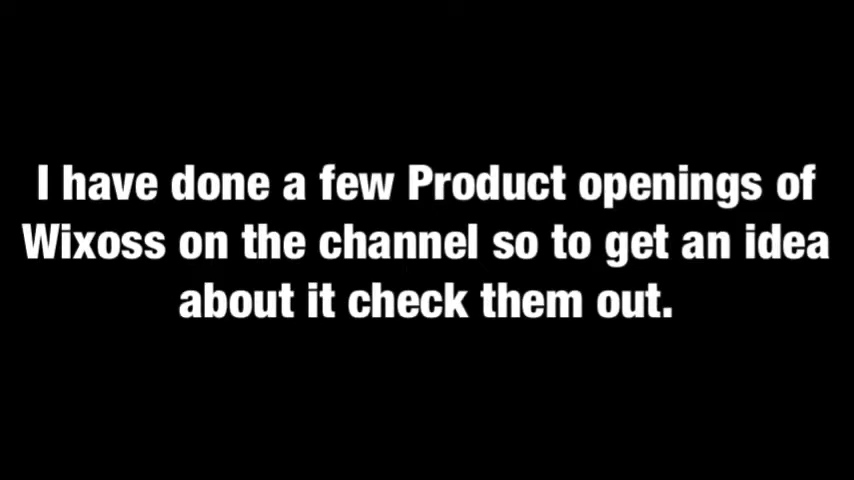 I have done a few Product openings of
Wixoss on the channel so to get an idea
about it check them out.